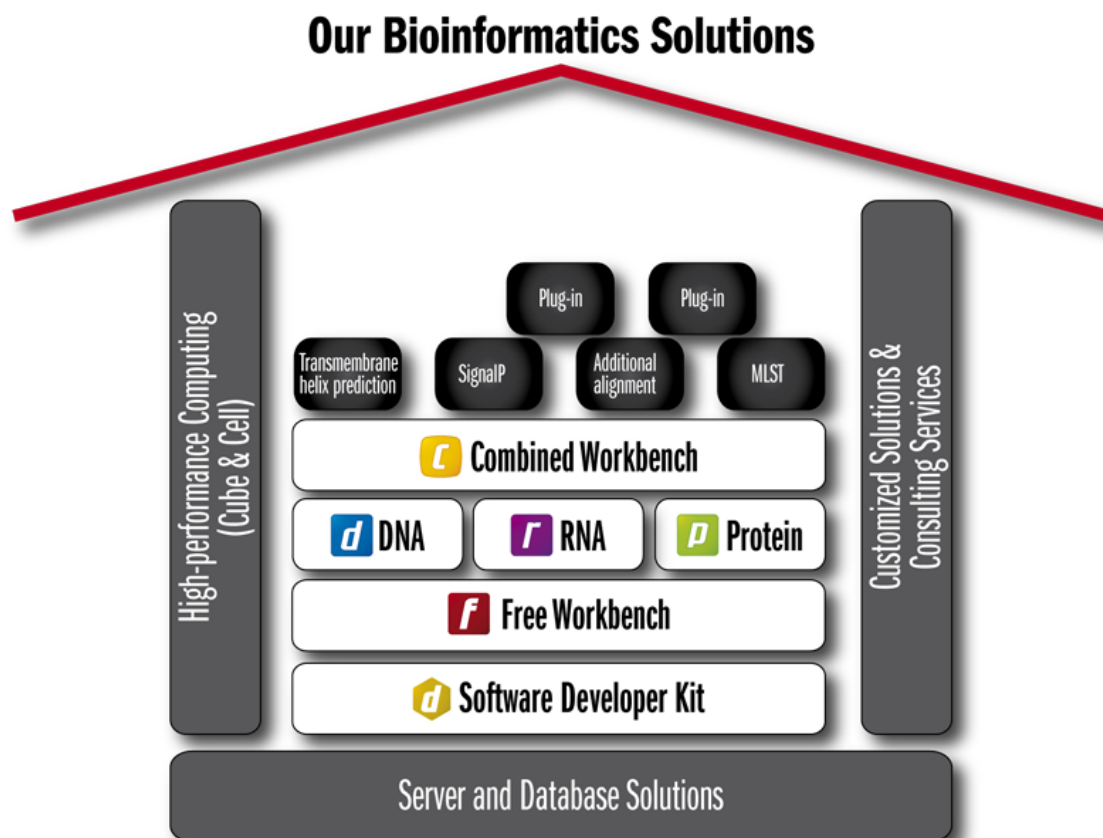 Our Bioinformatics Solutions
High-performance Computing
(Cube & Cell)
Plug-in
Plug-in
Transmembrane
helix prediction
SignalP
Additional
alignment
MLST
c Combined Workbench
d DNA
r RNA
p Protein
f Free Workbench
d Software Developer Kit
Customized Solutions &
Consulting Services
Server and Database Solutions